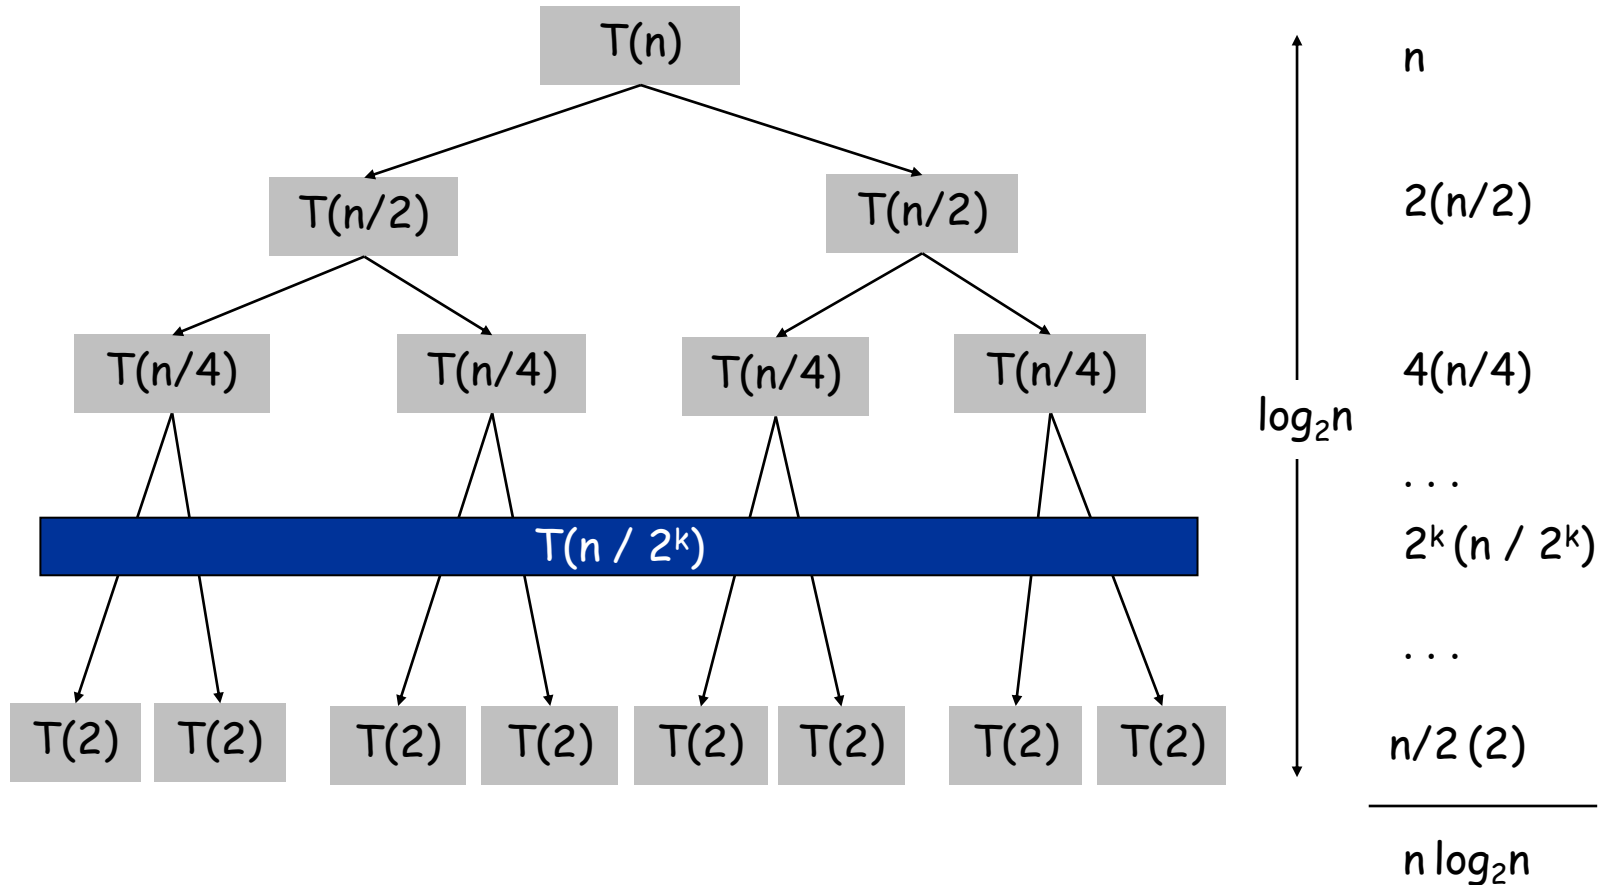 T(n)
n
T(n/2) T(n/2)
2(n/2)
T(n/4) T(n/4) T(n/4) T(n/4)
4(n/4)
log₂n
. . .
T(n / 2ᵏ)
2ᵏ (n / 2ᵏ)
. . .
T(2) T(2) T(2) T(2) T(2) T(2) T(2) T(2)
n/2 (2)
n log₂n